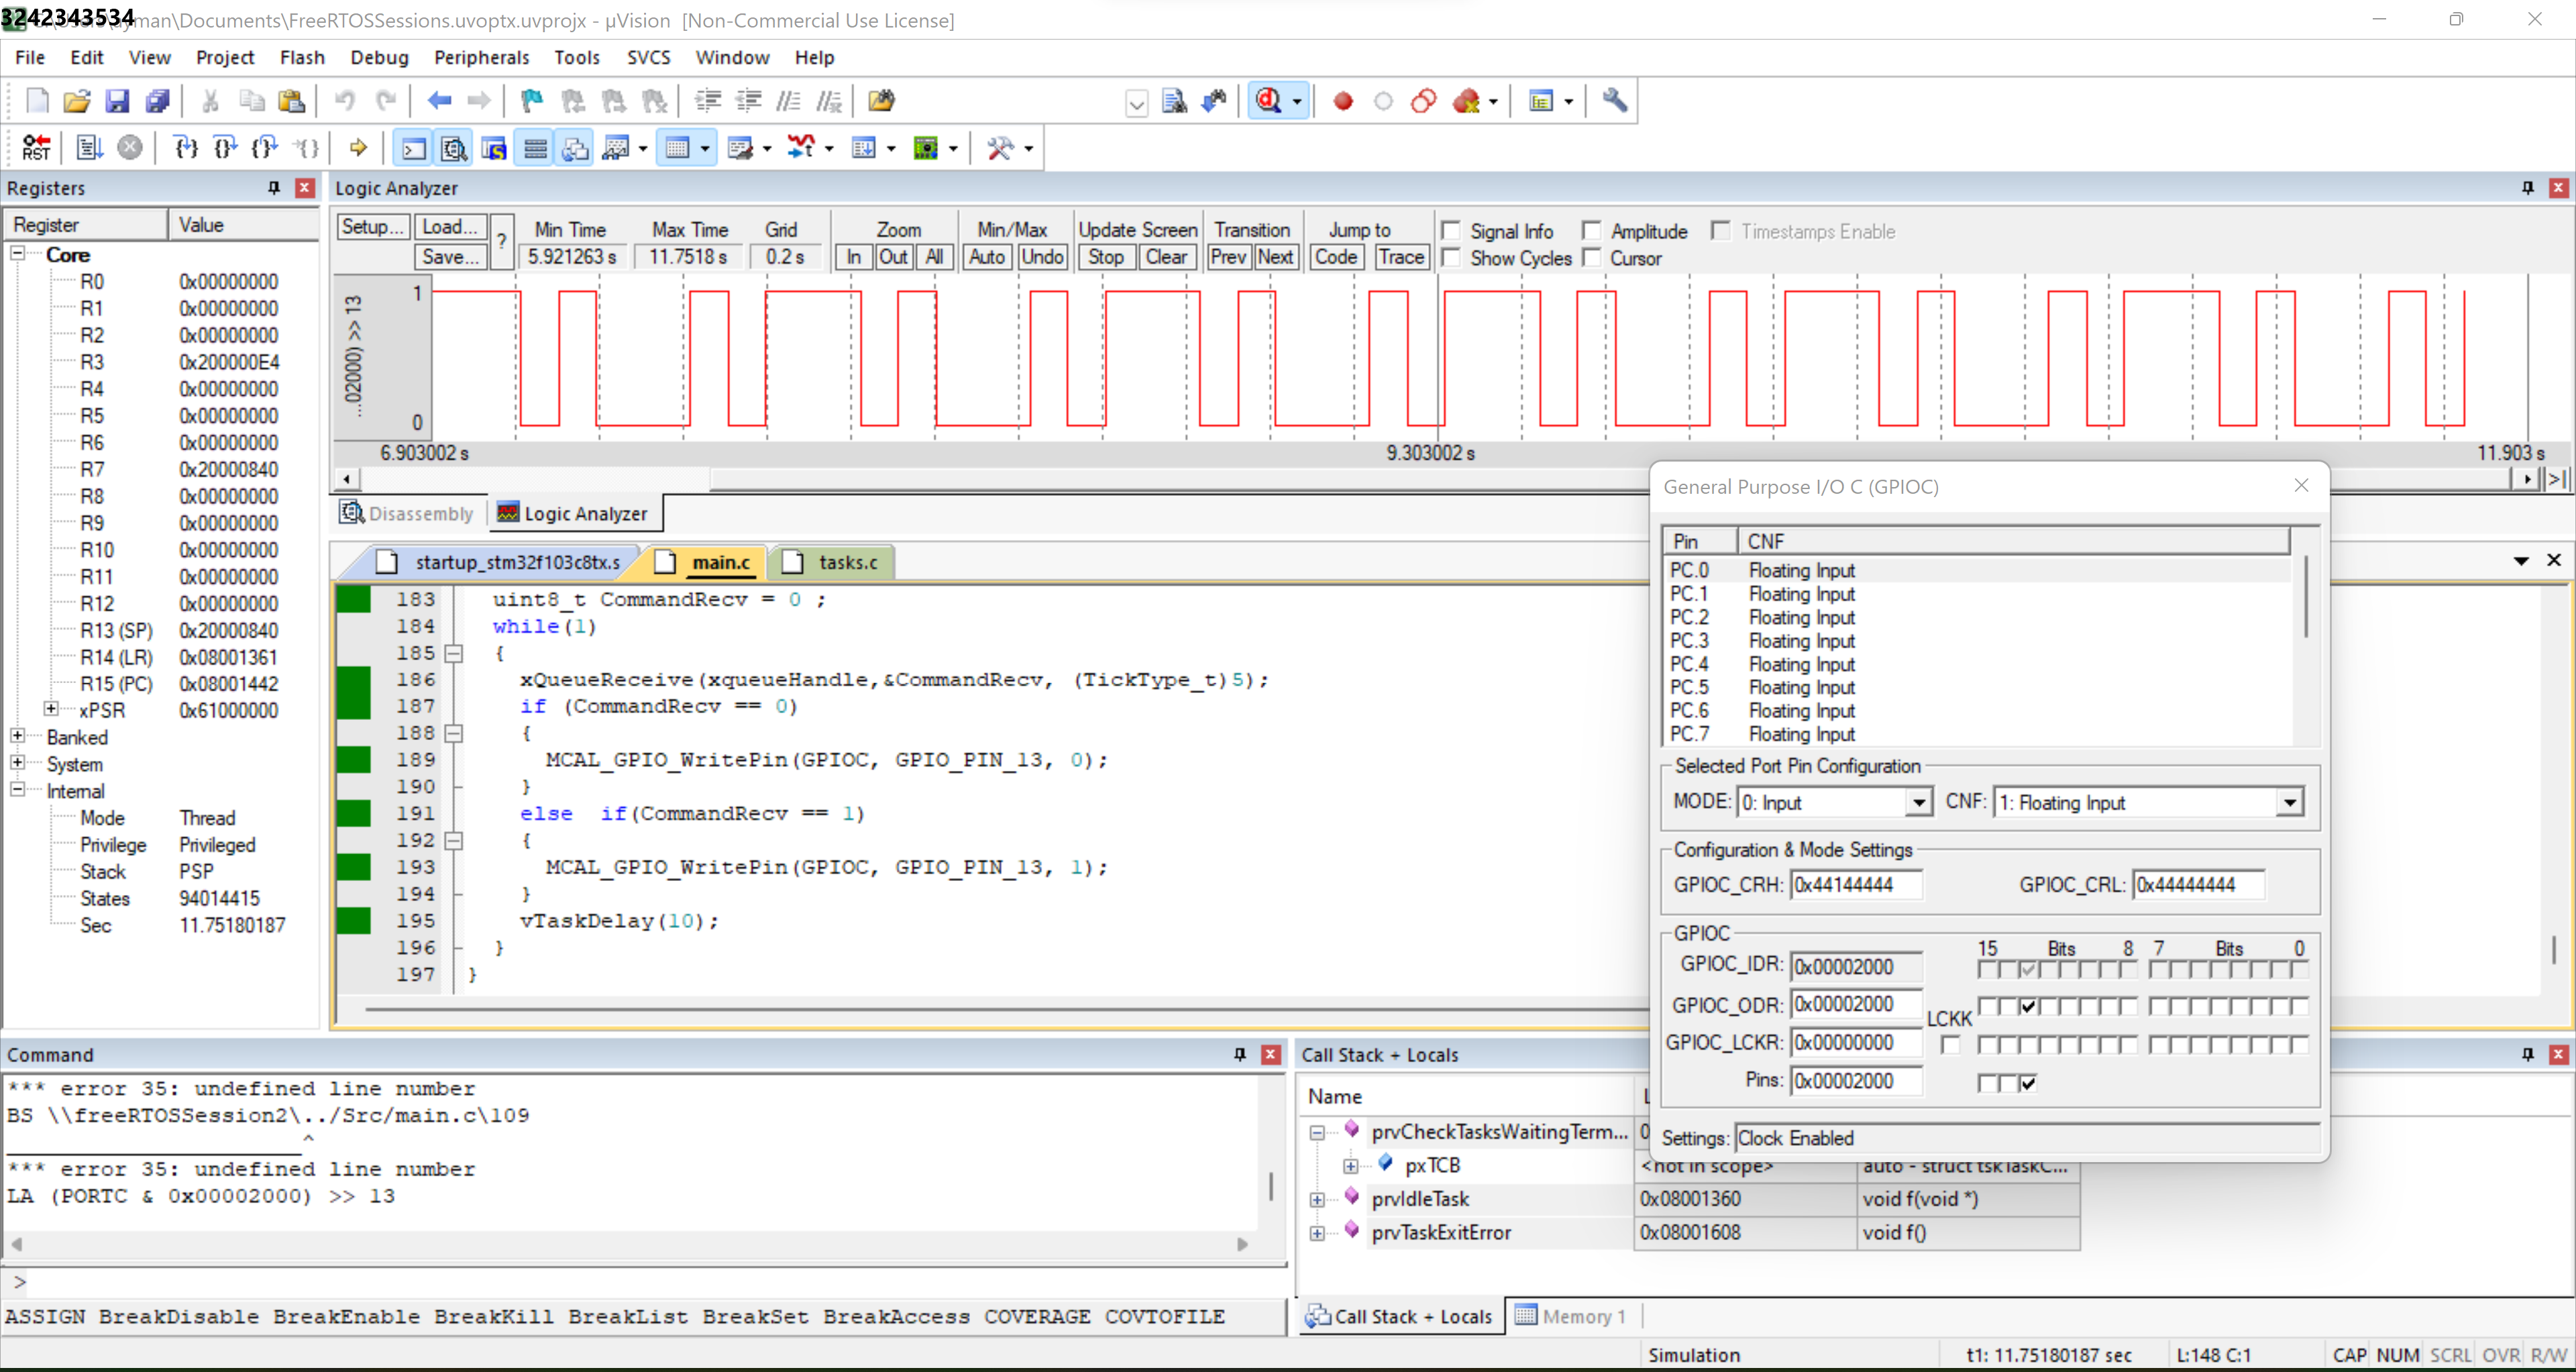 3242343534
\Users\ayman\Documents\FreeRTOSSessions.uvoptx.uvprojx - µVision [Non-Commercial Use License]
File Edit View Project Flash Debug Peripherals Tools SVCS Window Help
RST
Registers
Register Value
Core
R0 0x00000000
R1 0x00000000
R2 0x00000000
R3 0x200000E4
R4 0x00000000
R5 0x00000000
R6 0x00000000
R7 0x20000840
R8 0x00000000
R9 0x00000000
R10 0x00000000
R11 0x00000000
R12 0x00000000
R13 (SP) 0x20000840
R14 (LR) 0x08001361
R15 (PC) 0x08001442
xPSR 0x61000000
Banked
System
Internal
Mode Thread
Privilege Privileged
Stack PSP
States 94014415
Sec 11.75180187
Logic Analyzer
Setup... Load... ? Min Time Max Time Grid Zoom Min/Max Update Screen Transition Jump to Signal Info Amplitude Timestamps Enable
Save... 5.921263 s 11.7518 s 0.2 s In Out All Auto Undo Stop Clear Prev Next Code Trace Show Cycles Cursor
...02000) >> 13
1
0
6.903002 s 9.303002 s 11.903 s
Disassembly Logic Analyzer
startup_stm32f103c8tx.s main.c tasks.c
183 uint8_t CommandRecv = 0 ;
184 while(1)
185 {
186 xQueueReceive(xqueueHandle,&CommandRecv, (TickType_t)5);
187 if (CommandRecv == 0)
188 {
189 MCAL_GPIO_WritePin(GPIOC, GPIO_PIN_13, 0);
190 }
191 else if(CommandRecv == 1)
192 {
193 MCAL_GPIO_WritePin(GPIOC, GPIO_PIN_13, 1);
194 }
195 vTaskDelay(10);
196 }
197 }
General Purpose I/O C (GPIOC)
Pin CNF
PC.0 Floating Input
PC.1 Floating Input
PC.2 Floating Input
PC.3 Floating Input
PC.4 Floating Input
PC.5 Floating Input
PC.6 Floating Input
PC.7 Floating Input
Selected Port Pin Configuration
MODE: 0: Input CNF: 1: Floating Input
Configuration & Mode Settings
GPIOC_CRH: 0x44144444 GPIOC_CRL: 0x44444444
GPIOC
15 Bits 8 7 Bits 0
GPIOC_IDR: 0x00002000
GPIOC_ODR: 0x00002000
LCKK
GPIOC_LCKR: 0x00000000
Pins: 0x00002000
Settings: Clock Enabled
Command
*** error 35: undefined line number
BS \\freeRTOSSession2\../Src/main.c\109
^
*** error 35: undefined line number
LA (PORTC & 0x00002000) >> 13
>
ASSIGN BreakDisable BreakEnable BreakKill BreakList BreakSet BreakAccess COVERAGE COVTOFILE
Call Stack + Locals
Name
prvCheckTasksWaitingTerm...
pxTCB <not in scope> auto - struct tskTaskC...
prvIdleTask 0x08001360 void f(void *)
prvTaskExitError 0x08001608 void f()
Call Stack + Locals Memory 1
Simulation t1: 11.75180187 sec L:148 C:1 CAP NUM SCRL OVR R/W